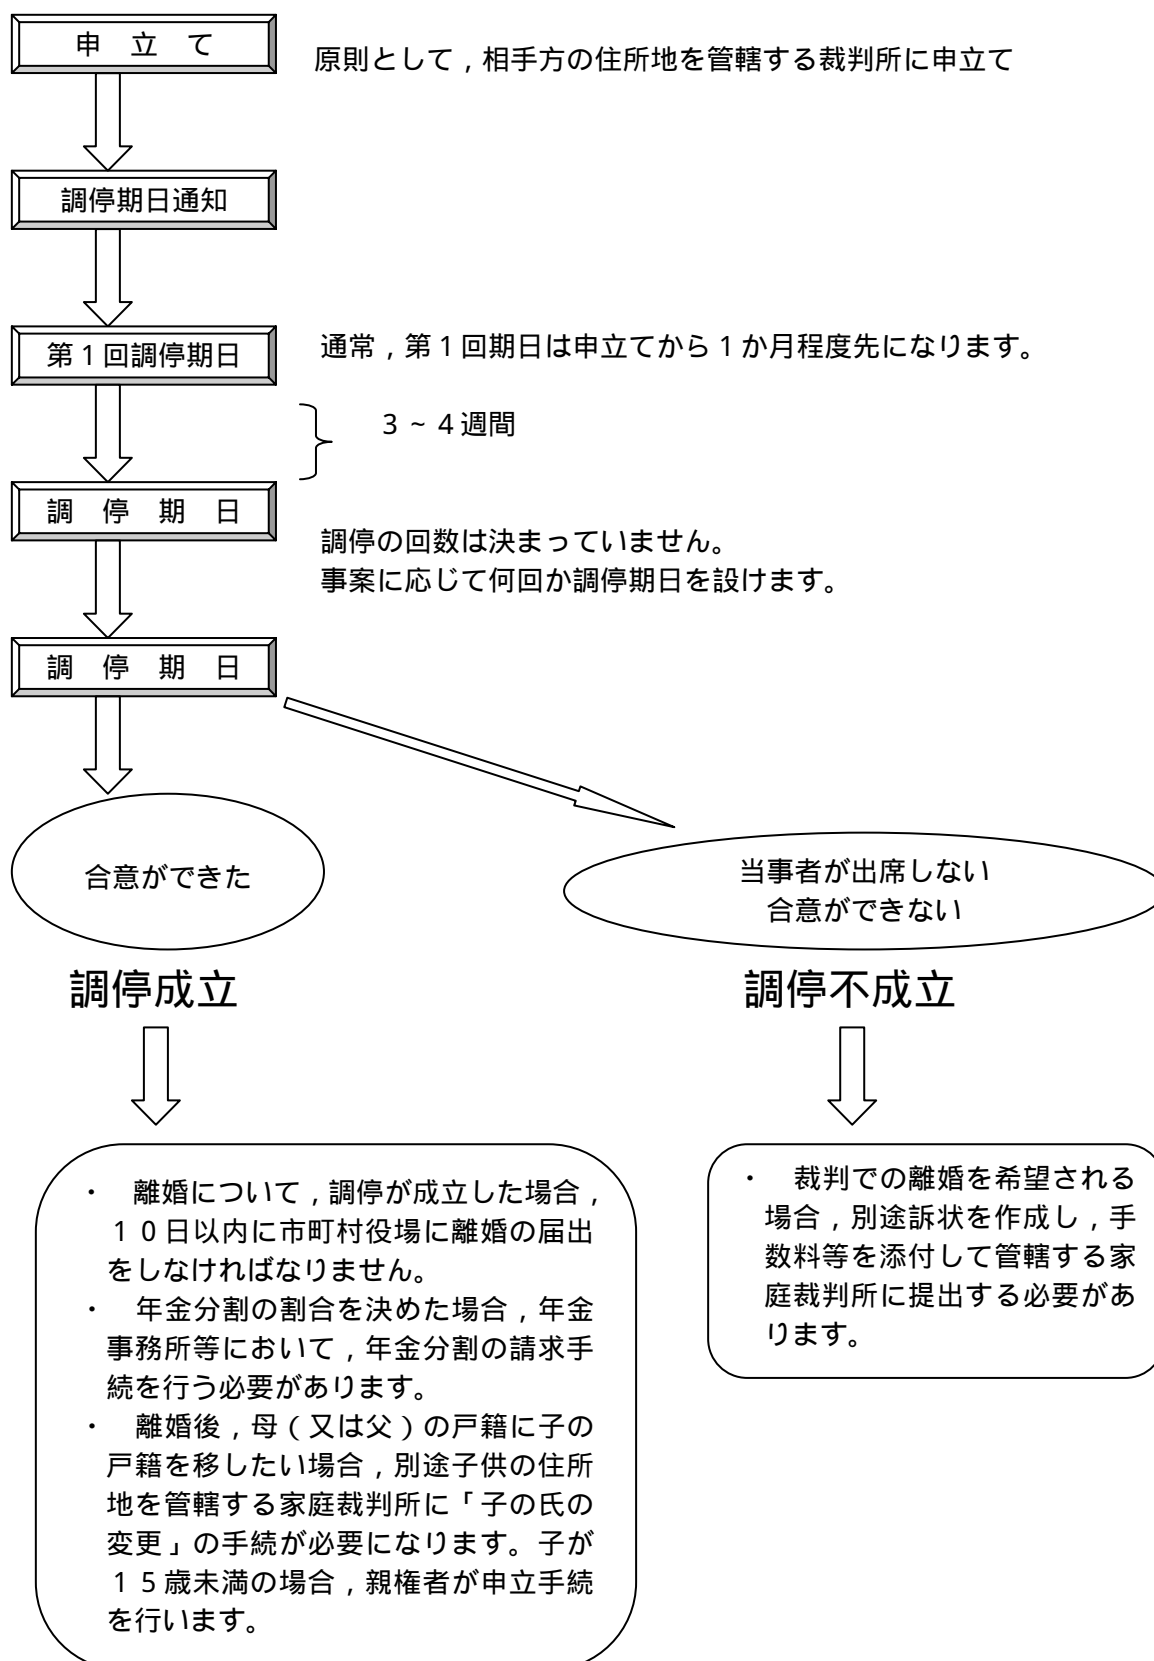 申　立　て
原則として，相手方の住所地を管轄する裁判所に申立て
調停期日通知
第１回調停期日
通常，第１回期日は申立てから１か月程度先になります。
３～４週間
調　停　期　日
調停の回数は決まっていません。
事案に応じて何回か調停期日を設けます。
調　停　期　日
合意ができた
当事者が出席しない
合意ができない
調停成立
調停不成立
・　離婚について，調停が成立した場合，
１０日以内に市町村役場に離婚の届出
をしなければなりません。
・　年金分割の割合を決めた場合，年金
事務所等において，年金分割の請求手
続を行う必要があります。
・　離婚後，母（又は父）の戸籍に子の
戸籍を移したい場合，別途子供の住所
地を管轄する家庭裁判所に「子の氏の
変更」の手続が必要になります。子が
１５歳未満の場合，親権者が申立手続
を行います。
・　裁判での離婚を希望される
場合，別途訴状を作成し，手
数料等を添付して管轄する家
庭裁判所に提出する必要があ
ります。